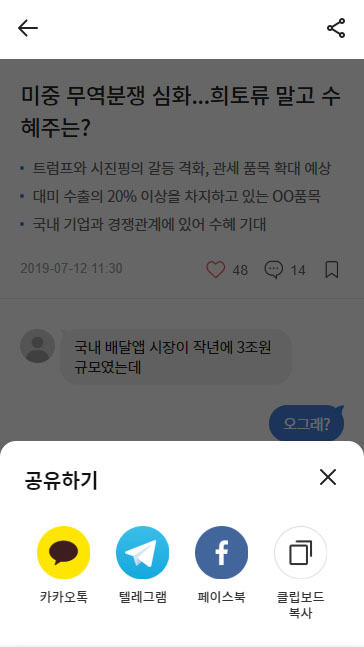 미중 무역분쟁 심화...희토류 말고 수
혜주는?
• 트럼프와 시진핑의 갈등 격화, 관세 품목 확대 예상
• 대미 수출의 20% 이상을 차지하고 있는 OO품목
• 국내 기업과 경쟁관계에 있어 수혜 기대
2019-07-12 11:30 48 14
국내 배달앱 시장이 작년에 3조원
규모였는데
오그래?
공유하기
카카오톡 텔레그램 페이스북 클립보드
복사